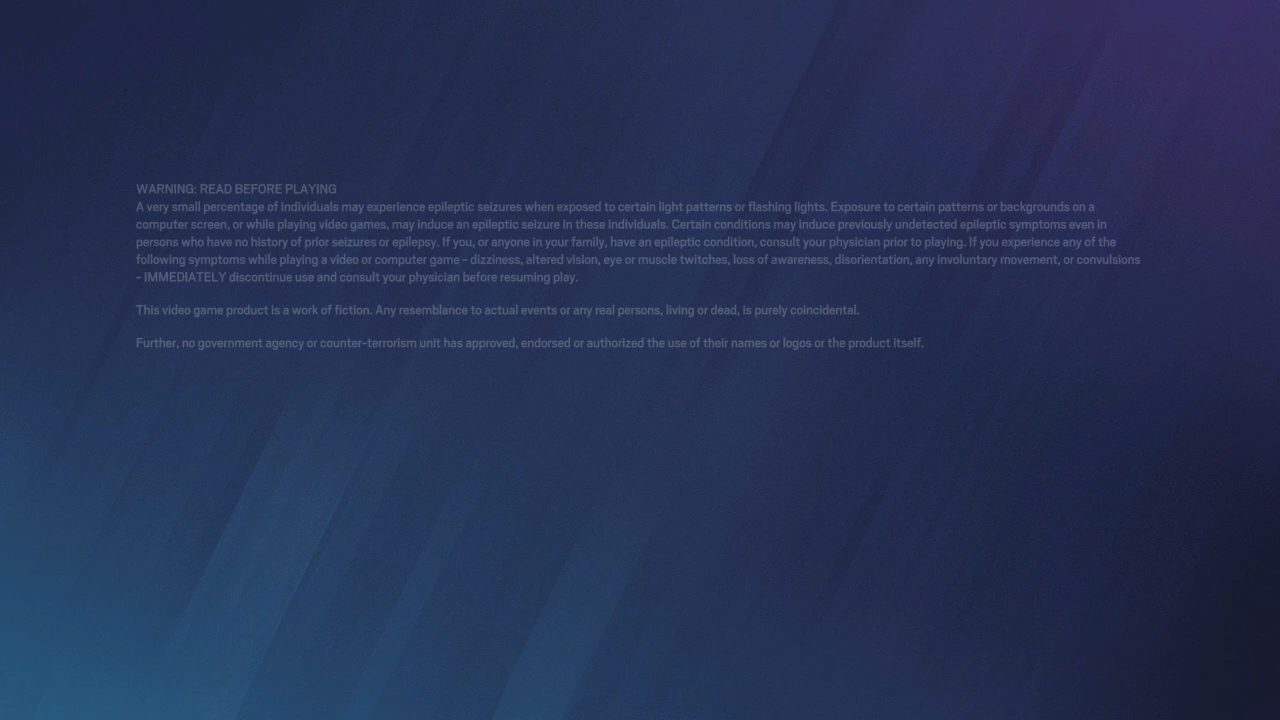 WARNING: READ BEFORE PLAYING
A very small percentage of individuals may experience epileptic seizures when exposed to certain light patterns or flashing lights. Exposure to certain patterns or backgrounds on a
computer screen, or while playing video games, may induce an epileptic seizure in these individuals. Certain conditions may induce previously undetected epileptic symptoms even in
persons who have no history of prior seizures or epilepsy. If you, or anyone in your family, have an epileptic condition, consult your physician prior to playing. If you experience any of the
following symptoms while playing a video or computer game - dizziness, altered vision, eye or muscle twitches, loss of awareness, disorientation, any involuntary movement, or convulsions
- IMMEDIATELY discontinue use and consult your physician before resuming play.
This video game product is a work of fiction. Any resemblance to actual events or any real persons, living or dead, is purely coincidental.
Further, no government agency or counter-terrorism unit has approved, endorsed or authorized the use of their names or logos or the product itself.